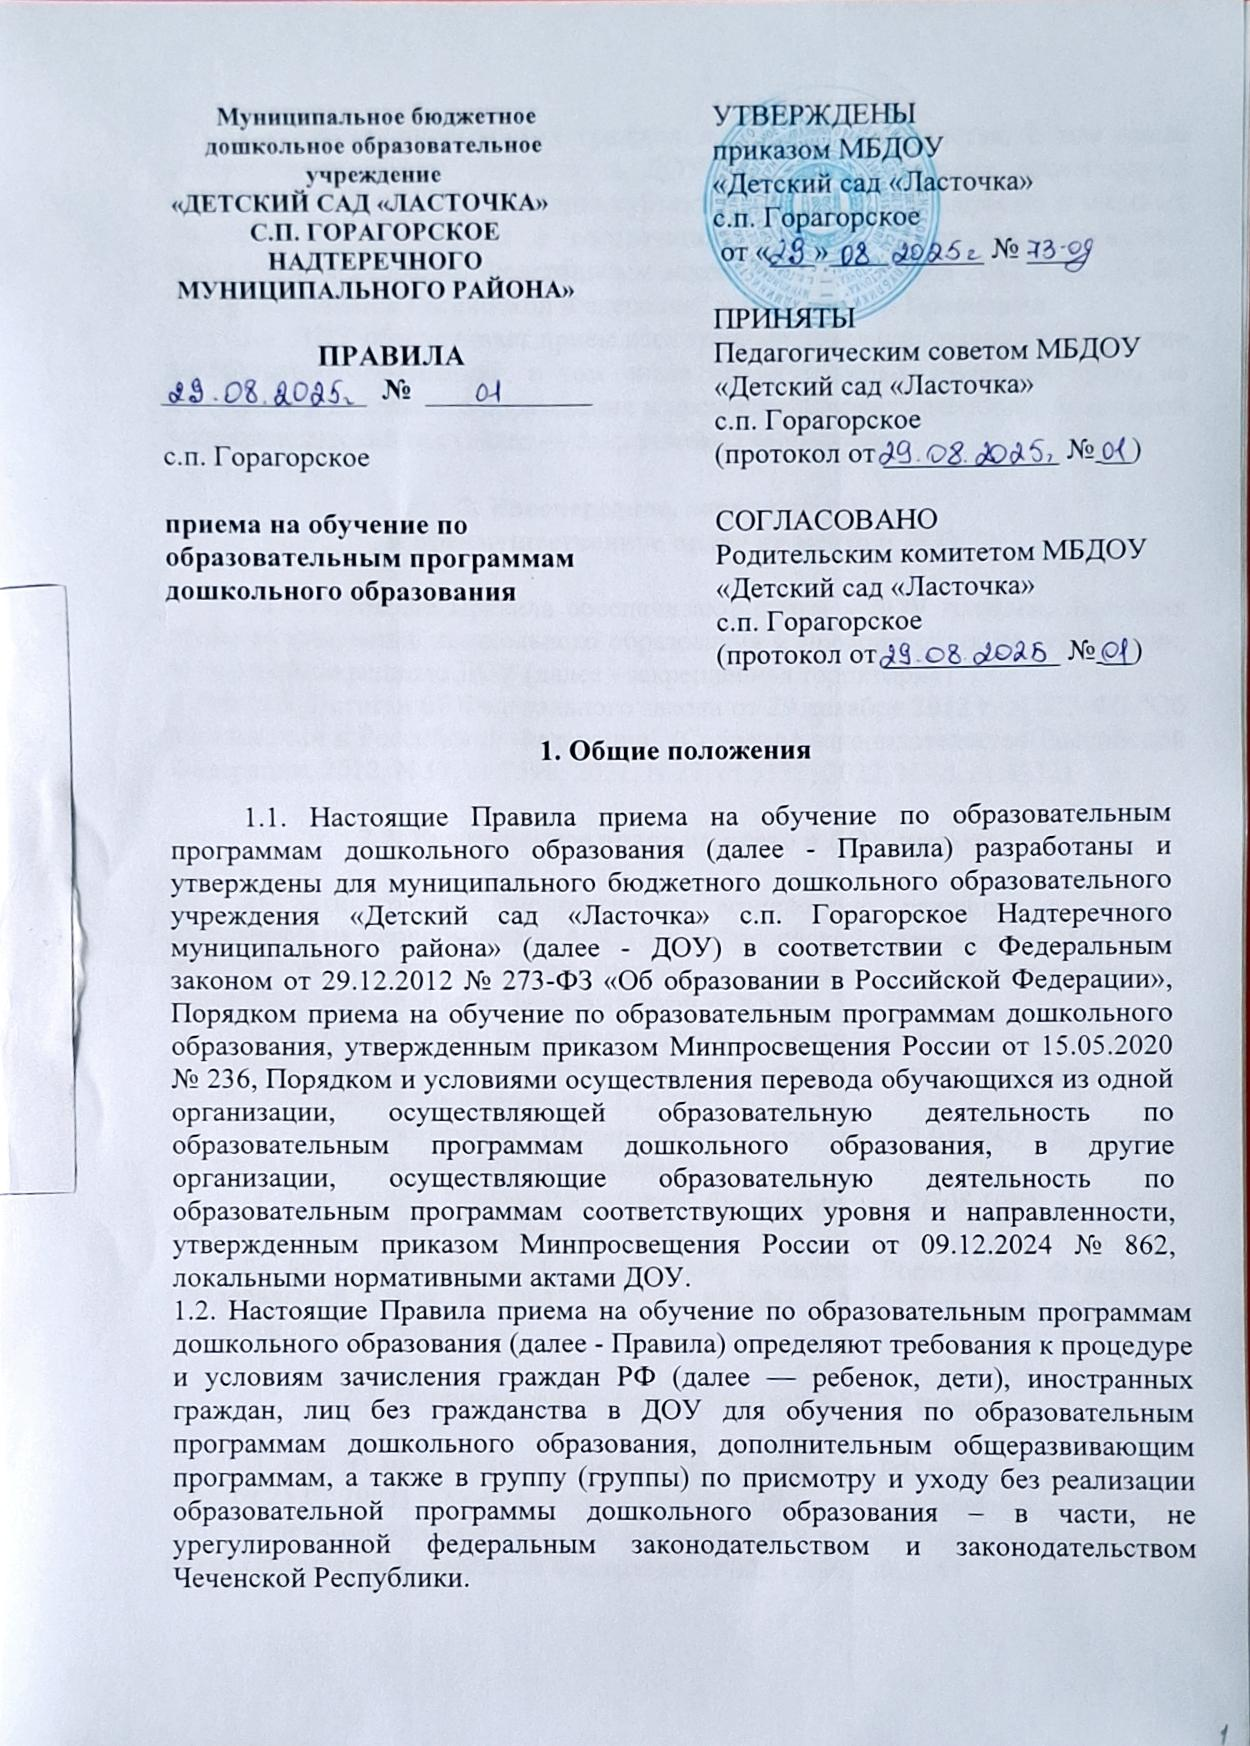 Муниципальное бюджетное
дошкольное образовательное
учреждение
«ДЕТСКИЙ САД «ЛАСТОЧКА»
С.П. ГОРАГОРСКОЕ
НАДТЕРЕЧНОГО
МУНИЦИПАЛЬНОГО РАЙОНА»
ПРАВИЛА
29.08.2025г № 01
с.п. Горагорское
приема на обучение по
образовательным программам
дошкольного образования
УТВЕРЖДЕНЫ
приказом МБДОУ
«Детский сад «Ласточка»
с.п. Горагорское
от «29» 08 2025г № 73-од
ПРИНЯТЫ
Педагогическим советом МБДОУ
«Детский сад «Ласточка»
с.п. Горагорское
(протокол от 29.08.2025г №01)
СОГЛАСОВАНО
Родительским комитетом МБДОУ
«Детский сад «Ласточка»
с.п. Горагорское
(протокол от 29.08.2025 №01)
1. Общие положения
1.1. Настоящие Правила приема на обучение по образовательным
программам дошкольного образования (далее - Правила) разработаны и
утверждены для муниципального бюджетного дошкольного образовательного
учреждения «Детский сад «Ласточка» с.п. Горагорское Надтеречного
муниципального района» (далее - ДОУ) в соответствии с Федеральным
законом от 29.12.2012 № 273-ФЗ «Об образовании в Российской Федерации»,
Порядком приема на обучение по образовательным программам дошкольного
образования, утвержденным приказом Минпросвещения России от 15.05.2020
№ 236, Порядком и условиями осуществления перевода обучающихся из одной
организации, осуществляющей образовательную деятельность по
образовательным программам дошкольного образования, в другие
организации, осуществляющие образовательную деятельность по
образовательным программам соответствующих уровня и направленности,
утвержденным приказом Минпросвещения России от 09.12.2024 № 862,
локальными нормативными актами ДОУ.
1.2. Настоящие Правила приема на обучение по образовательным программам
дошкольного образования (далее - Правила) определяют требования к процедуре
и условиям зачисления граждан РФ (далее — ребенок, дети), иностранных
граждан, лиц без гражданства в ДОУ для обучения по образовательным
программам дошкольного образования, дополнительным общеразвивающим
программам, а также в группу (группы) по присмотру и уходу без реализации
образовательной программы дошкольного образования – в части, не
урегулированной федеральным законодательством и законодательством
Чеченской Республики.
1